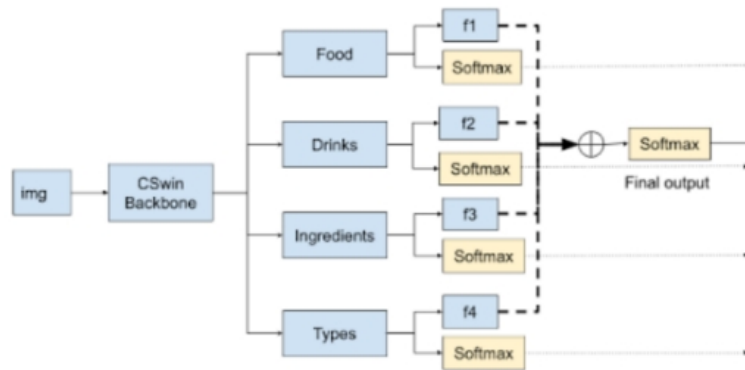 f1
Food
Softmax
f2
Drinks
Softmax
Softmax
Final output
img
CSwin
Backbone
f3
Ingredients
Softmax
f4
Types
Softmax